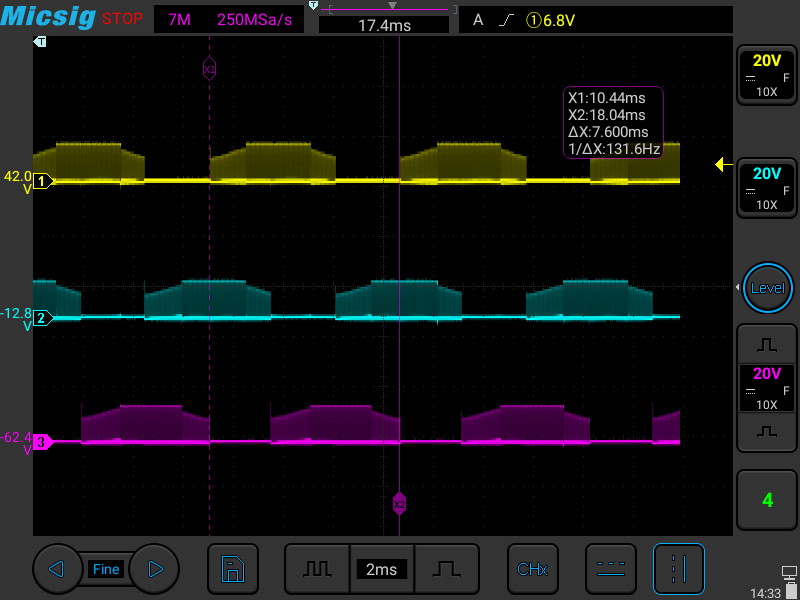 Micsig STOP 7M 250MSa/s T 17.4ms A ①6.8V
T
X1
X1:10.44ms
X2:18.04ms
ΔX:7.600ms
1/ΔX:131.6Hz
20V
F
10X
42.0
V
1
20V
F
10X
-12.8
V
2
Level
20V
F
10X
-62.4
V
3
X2
4
Fine
2ms
CHx
14:33